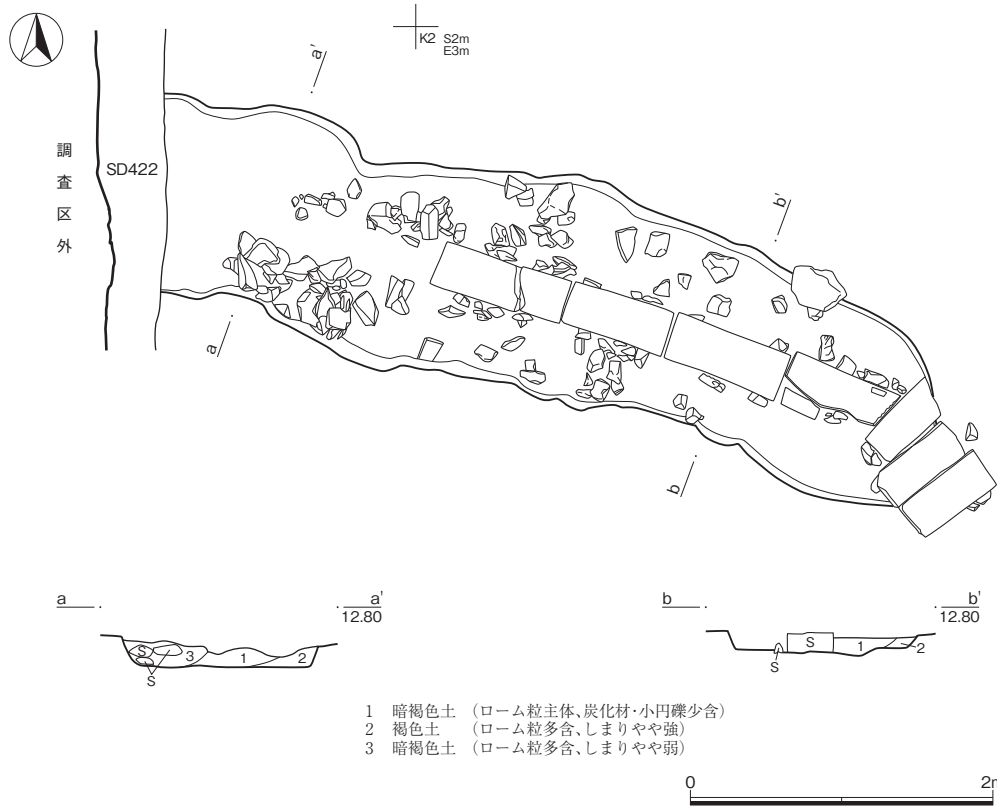 K2 S2m
E3m
a'
調査区外
SD422
b'
a
b
a a'
12.80
b b'
12.80
S
3
1
2
S
S
1
2
S
1 暗褐色土 (ローム粒主体、炭化材・小円礫少含)
2 褐色土 (ローム粒多含、しまりやや強)
3 暗褐色土 (ローム粒多含、しまりやや弱)
0 2m